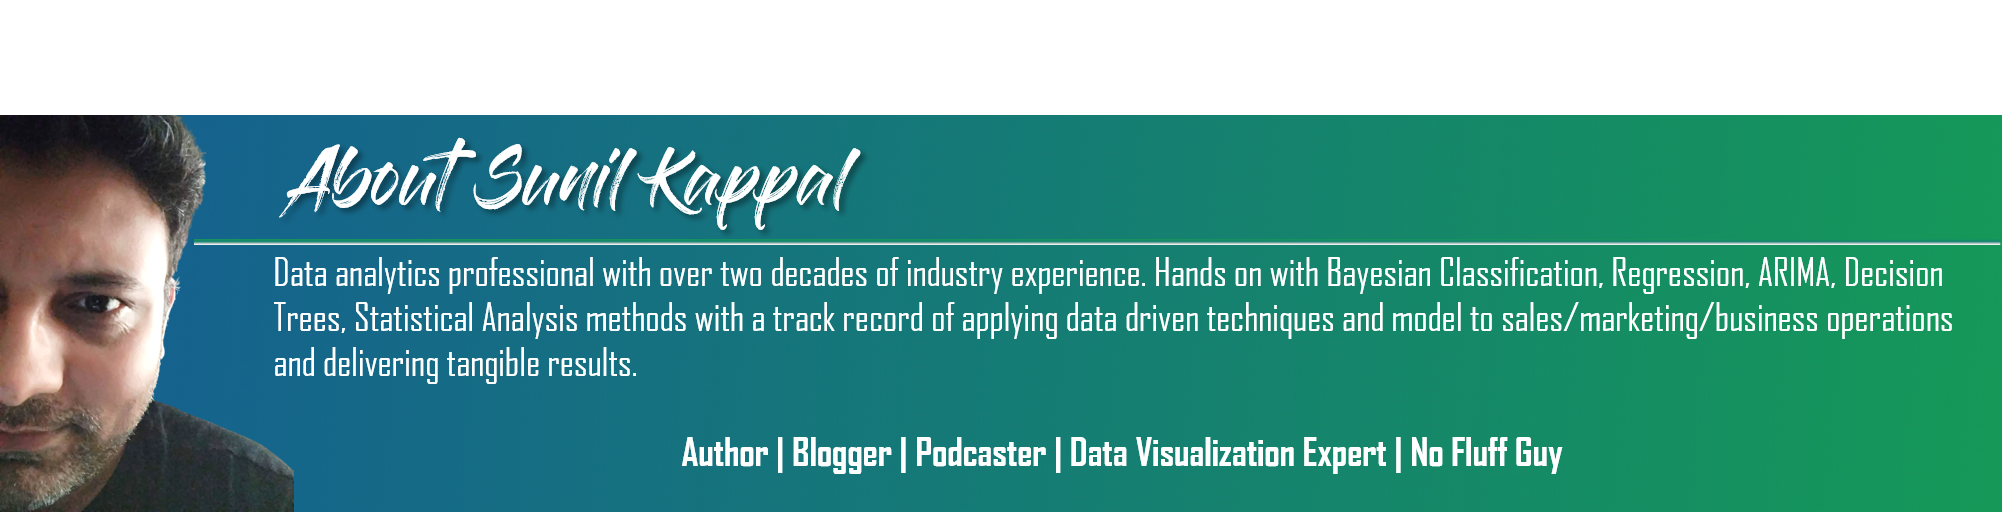 About Sunil Kappal
Data analytics professional with over two decades of industry experience. Hands on with Bayesian Classification, Regression, ARIMA, Decision
Trees, Statistical Analysis methods with a track record of applying data driven techniques and model to sales/marketing/business operations
and delivering tangible results.
Author | Blogger | Podcaster | Data Visualization Expert | No Fluff Guy